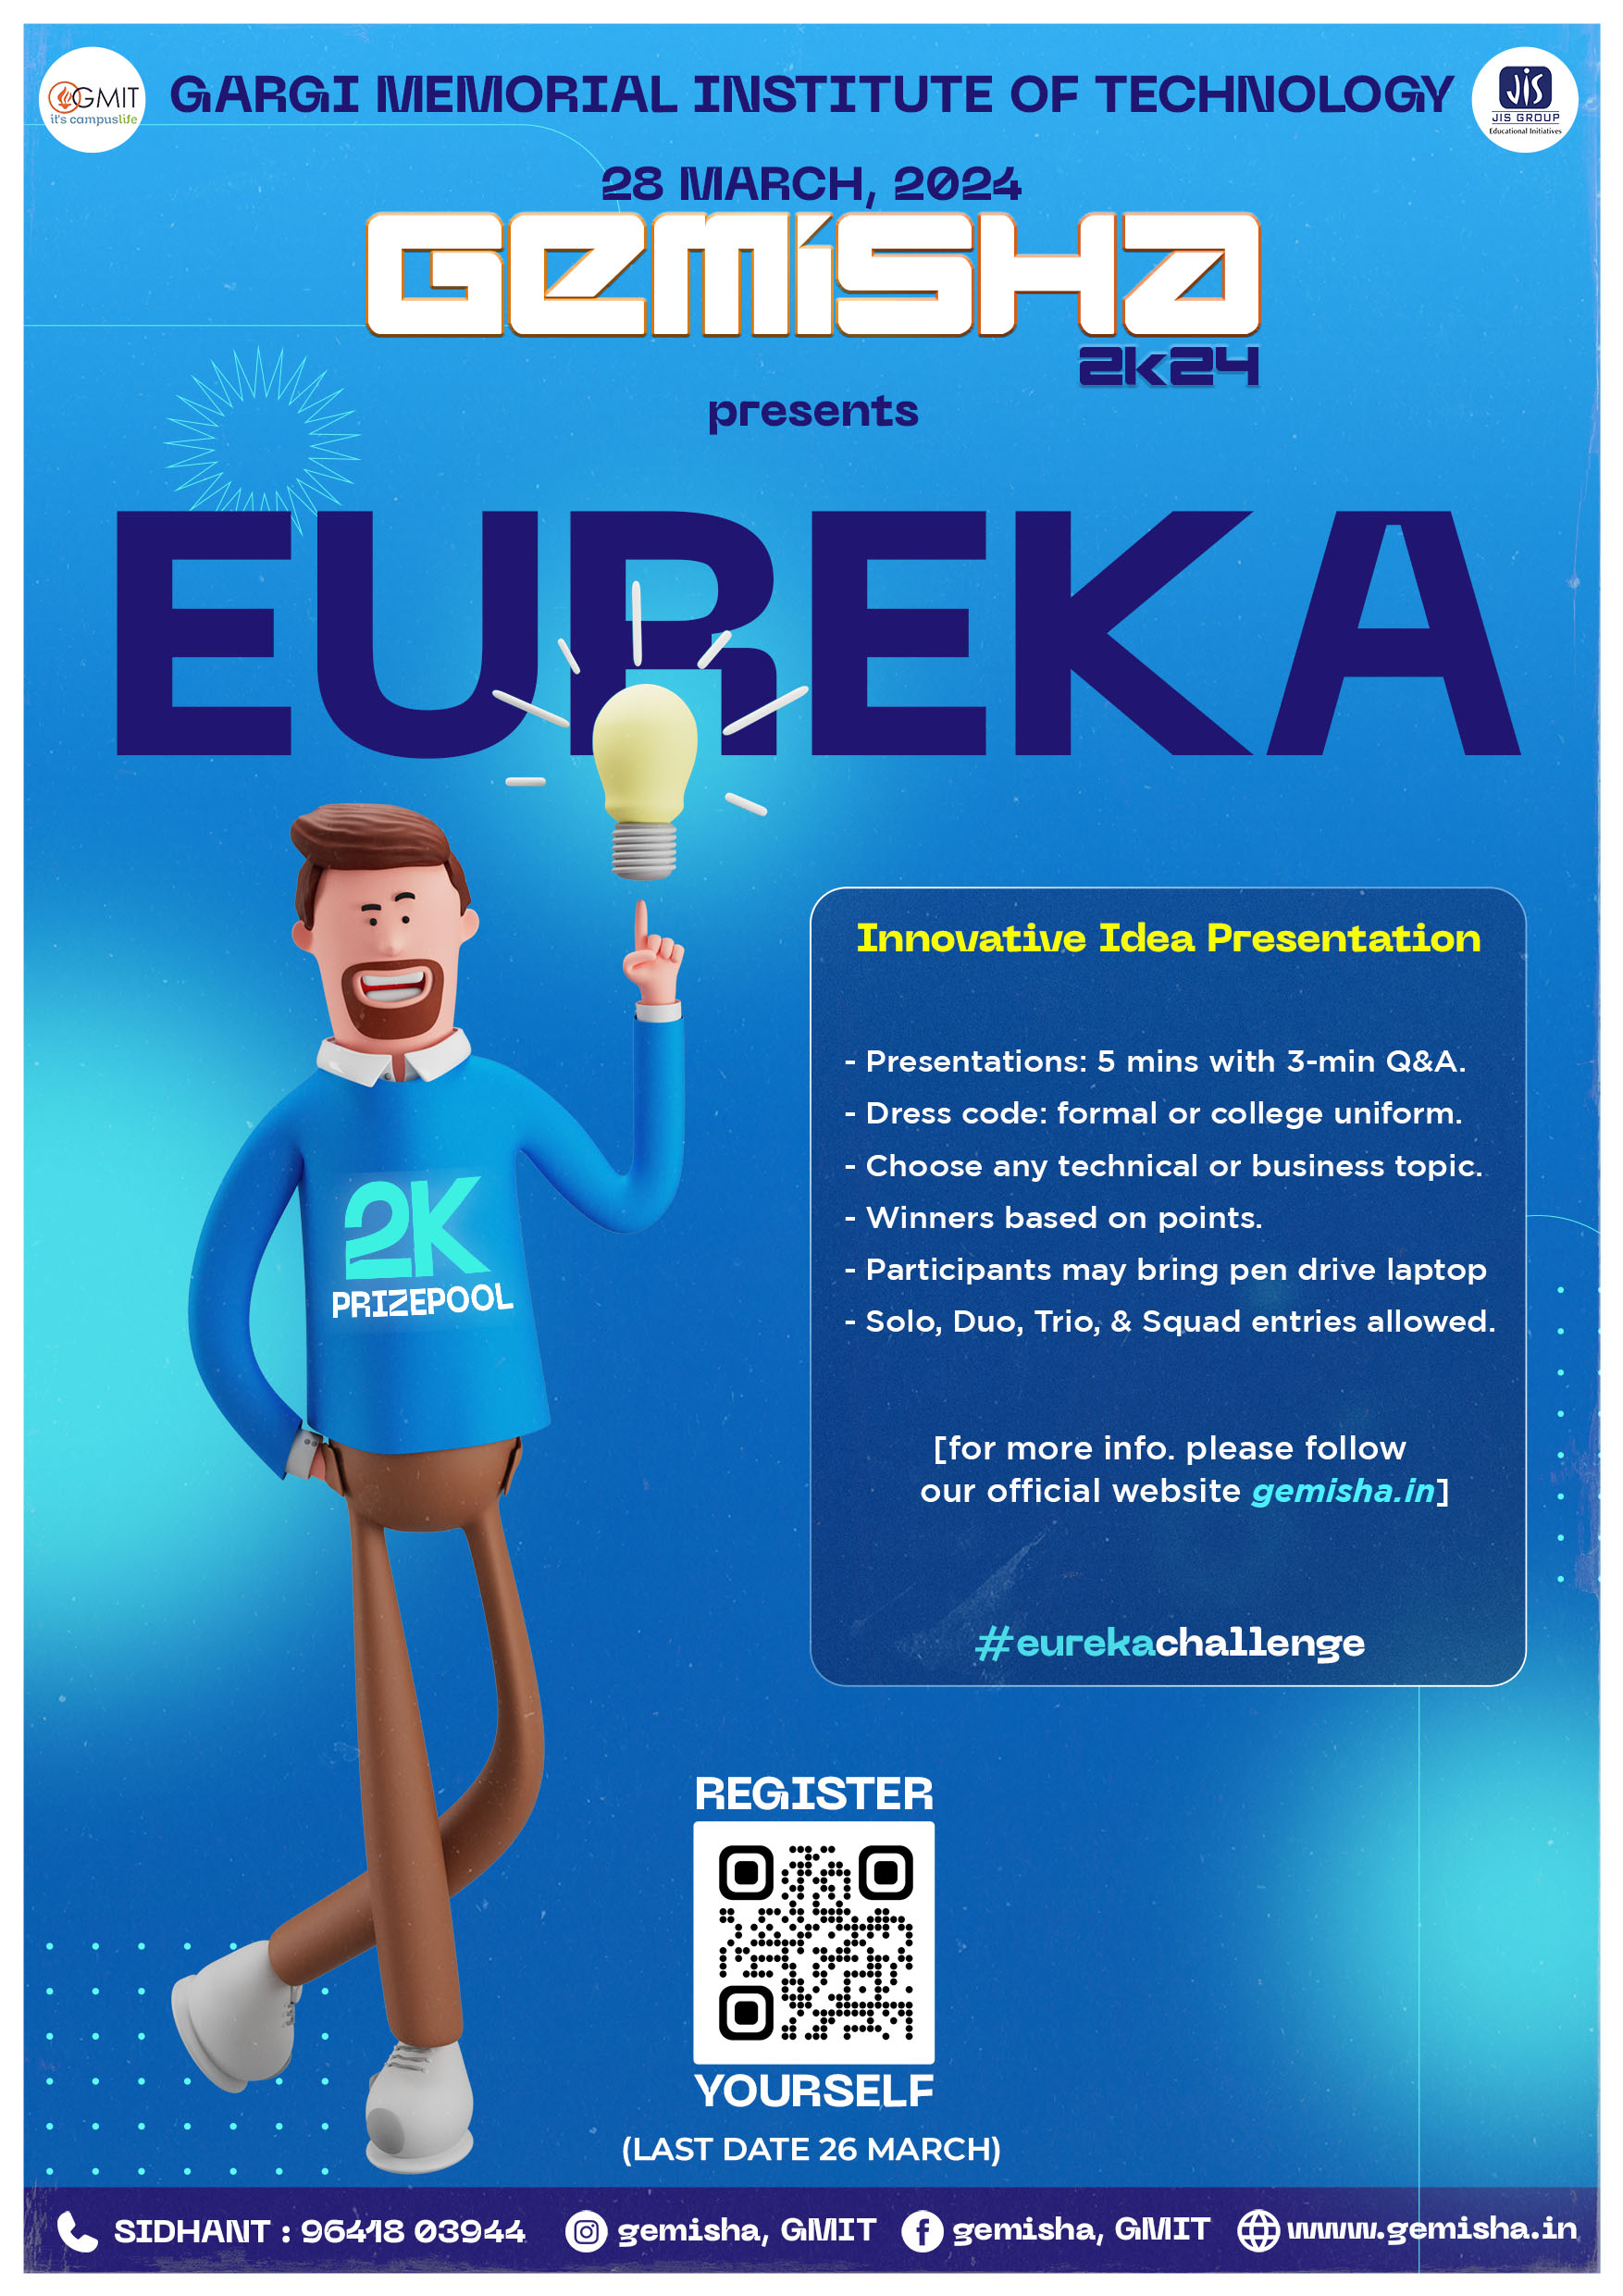 GMIT
it's campuslife
GARGI MEMORIAL INSTITUTE OF TECHNOLOGY
JIS
JIS GROUP
Educational Initiatives
28 MARCH, 2024
GEMISHA
2K24
presents
EUREKA
Innovative Idea Presentation
- Presentations: 5 mins with 3-min Q&A.
- Dress code: formal or college uniform.
- Choose any technical or business topic.
- Winners based on points.
- Participants may bring pen drive laptop
- Solo, Duo, Trio, & Squad entries allowed.
2K
PRIZEPOOL
[for more info. please follow
our official website gemisha.in]
#eurekachallenge
REGISTER
YOURSELF
(LAST DATE 26 MARCH)
SIDHANT : 96418 03944 gemisha, GMIT gemisha, GMIT www.gemisha.in